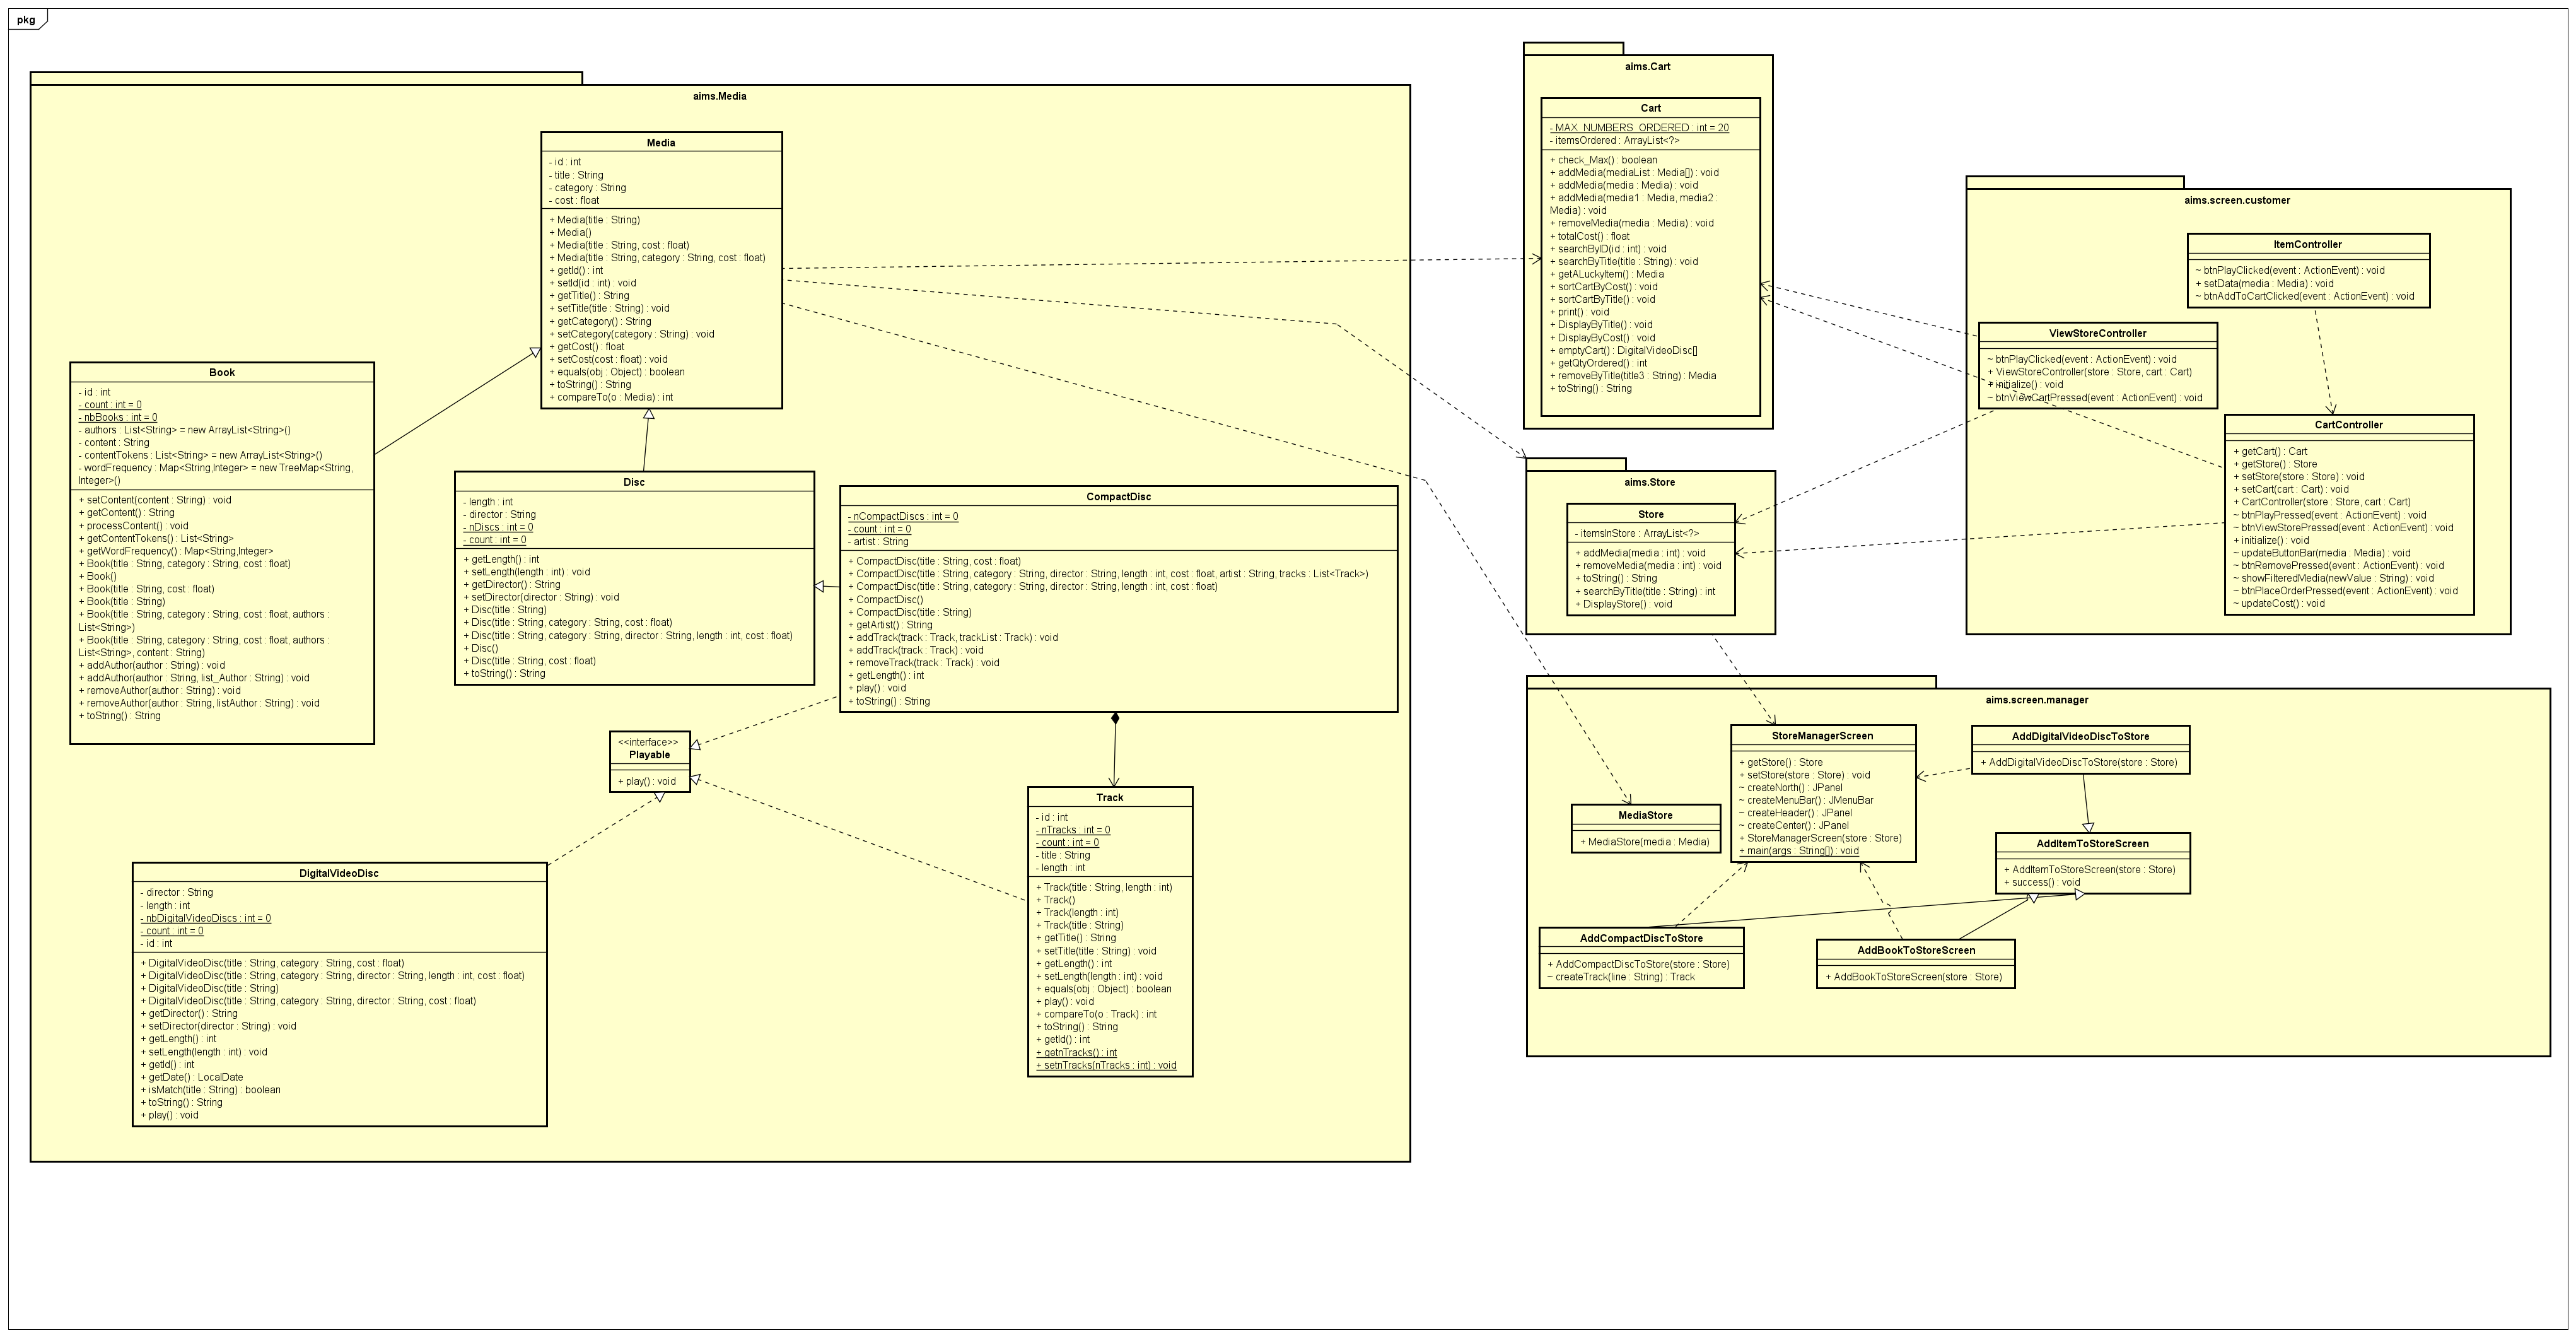 pkg
aims.Media
Media
- id : int
- title : String
- category : String
- cost : float
+ Media(title : String)
+ Media()
+ Media(title : String, cost : float)
+ Media(title : String, category : String, cost : float)
+ getId() : int
+ setId(id : int) : void
+ getTitle() : String
+ setTitle(title : String) : void
+ getCategory() : String
+ setCategory(category : String) : void
+ getCost() : float
+ setCost(cost : float) : void
+ equals(obj : Object) : boolean
+ toString() : String
+ compareTo(o : Media) : int
Book
- id : int
- count : int = 0
- nbBooks : int = 0
- authors : List<String> = new ArrayList<String>()
- content : String
- contentTokens : List<String> = new ArrayList<String>()
- wordFrequency : Map<String,Integer> = new TreeMap<String,
Integer>()
+ setContent(content : String) : void
+ getContent() : String
+ processContent() : void
+ getContentTokens() : List<String>
+ getWordFrequency() : Map<String,Integer>
+ Book(title : String, category : String, cost : float)
+ Book()
+ Book(title : String, cost : float)
+ Book(title : String)
+ Book(title : String, category : String, cost : float, authors :
List<String>)
+ Book(title : String, category : String, cost : float, authors :
List<String>, content : String)
+ addAuthor(author : String) : void
+ addAuthor(author : String, list_Author : String) : void
+ removeAuthor(author : String) : void
+ removeAuthor(author : String, listAuthor : String) : void
+ toString() : String
Disc
- length : int
- director : String
- nDiscs : int = 0
- count : int = 0
+ getLength() : int
+ setLength(length : int) : void
+ getDirector() : String
+ setDirector(director : String) : void
+ Disc(title : String)
+ Disc(title : String, category : String, cost : float)
+ Disc(title : String, category : String, director : String, length : int, cost : float)
+ Disc()
+ Disc(title : String, cost : float)
+ toString() : String
CompactDisc
- nCompactDiscs : int = 0
- count : int = 0
- artist : String
+ CompactDisc(title : String, cost : float)
+ CompactDisc(title : String, category : String, director : String, length : int, cost : float, artist : String, tracks : List<Track>)
+ CompactDisc(title : String, category : String, director : String, length : int, cost : float)
+ CompactDisc()
+ CompactDisc(title : String)
+ getArtist() : String
+ addTrack(track : Track, trackList : Track) : void
+ addTrack(track : Track) : void
+ removeTrack(track : Track) : void
+ getLength() : int
+ play() : void
+ toString() : String
<<interface>>
Playable
+ play() : void
Track
- id : int
- nTracks : int = 0
- count : int = 0
- title : String
- length : int
+ Track(title : String, length : int)
+ Track()
+ Track(length : int)
+ Track(title : String)
+ getTitle() : String
+ setTitle(title : String) : void
+ getLength() : int
+ setLength(length : int) : void
+ equals(obj : Object) : boolean
+ play() : void
+ compareTo(o : Track) : int
+ toString() : String
+ getId() : int
+ getnTracks() : int
+ setnTracks(nTracks : int) : void
DigitalVideoDisc
- director : String
- length : int
- nbDigitalVideoDiscs : int = 0
- count : int = 0
- id : int
+ DigitalVideoDisc(title : String, category : String, cost : float)
+ DigitalVideoDisc(title : String, category : String, director : String, length : int, cost : float)
+ DigitalVideoDisc(title : String)
+ DigitalVideoDisc(title : String, category : String, director : String, cost : float)
+ getDirector() : String
+ setDirector(director : String) : void
+ getLength() : int
+ setLength(length : int) : void
+ getId() : int
+ getDate() : LocalDate
+ isMatch(title : String) : boolean
+ toString() : String
+ play() : void
aims.Cart
Cart
- MAX_NUMBERS_ORDERED : int = 20
- itemsOrdered : ArrayList<?>
+ check_Max() : boolean
+ addMedia(mediaList : Media[]) : void
+ addMedia(media : Media) : void
+ addMedia(media1 : Media, media2 :
Media) : void
+ removeMedia(media : Media) : void
+ totalCost() : float
+ searchByID(id : int) : void
+ searchByTitle(title : String) : void
+ getALuckyItem() : Media
+ sortCartByCost() : void
+ sortCartByTitle() : void
+ print() : void
+ DisplayByTitle() : void
+ DisplayByCost() : void
+ emptyCart() : DigitalVideoDisc[]
+ getQtyOrdered() : int
+ removeByTitle(title3 : String) : Media
+ toString() : String
aims.Store
Store
- itemsInStore : ArrayList<?>
+ addMedia(media : int) : void
+ removeMedia(media : int) : void
+ toString() : String
+ searchByTitle(title : String) : int
+ DisplayStore() : void
aims.screen.customer
ItemController
~ btnPlayClicked(event : ActionEvent) : void
+ setData(media : Media) : void
~ btnAddToCartClicked(event : ActionEvent) : void
ViewStoreController
~ btnPlayClicked(event : ActionEvent) : void
+ ViewStoreController(store : Store, cart : Cart)
+ initialize() : void
~ btnViewCartPressed(event : ActionEvent) : void
CartController
+ getCart() : Cart
+ getStore() : Store
+ setStore(store : Store) : void
+ setCart(cart : Cart) : void
+ CartController(store : Store, cart : Cart)
~ btnPlayPressed(event : ActionEvent) : void
~ btnViewStorePressed(event : ActionEvent) : void
+ initialize() : void
~ updateButtonBar(media : Media) : void
~ btnRemovePressed(event : ActionEvent) : void
~ showFilteredMedia(newValue : String) : void
~ btnPlaceOrderPressed(event : ActionEvent) : void
~ updateCost() : void
aims.screen.manager
StoreManagerScreen
+ getStore() : Store
+ setStore(store : Store) : void
~ createNorth() : JPanel
~ createMenuBar() : JMenuBar
~ createHeader() : JPanel
~ createCenter() : JPanel
+ StoreManagerScreen(store : Store)
+ main(args : String[]) : void
AddDigitalVideoDiscToStore
+ AddDigitalVideoDiscToStore(store : Store)
MediaStore
+ MediaStore(media : Media)
AddItemToStoreScreen
+ AddItemToStoreScreen(store : Store)
+ success() : void
AddCompactDiscToStore
+ AddCompactDiscToStore(store : Store)
~ createTrack(line : String) : Track
AddBookToStoreScreen
+ AddBookToStoreScreen(store : Store)